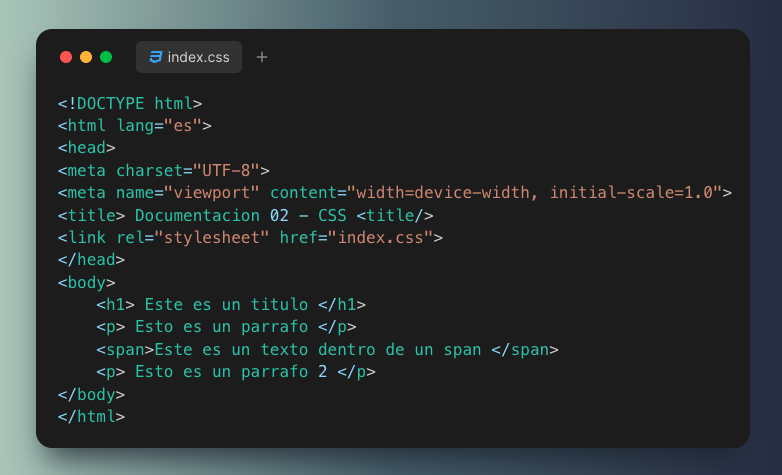 index.css
<!DOCTYPE html>
<html lang="es">
<head>
<meta charset="UTF-8">
<meta name="viewport" content="width=device-width, initial-scale=1.0">
<title> Documentacion 02 - CSS <title/>
<link rel="stylesheet" href="index.css">
</head>
<body>
    <h1> Este es un titulo </h1>
    <p> Esto es un parrafo </p>
    <span>Este es un texto dentro de un span </span>
    <p> Esto es un parrafo 2 </p>
</body>
</html>